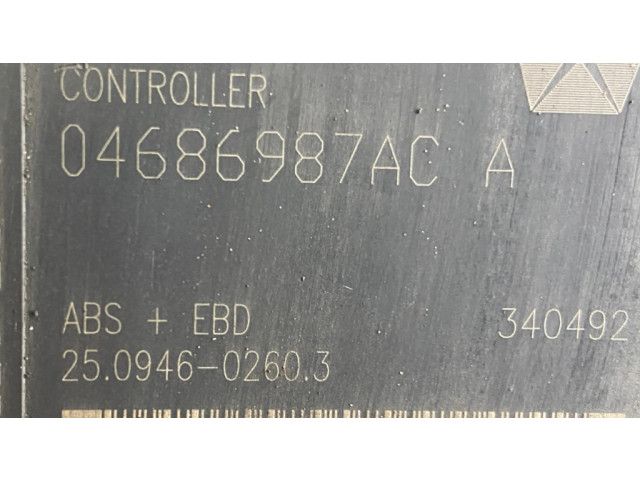 CONTROLLER
04686987AC A
ABS + EBD 340492
25.0946-0260.3